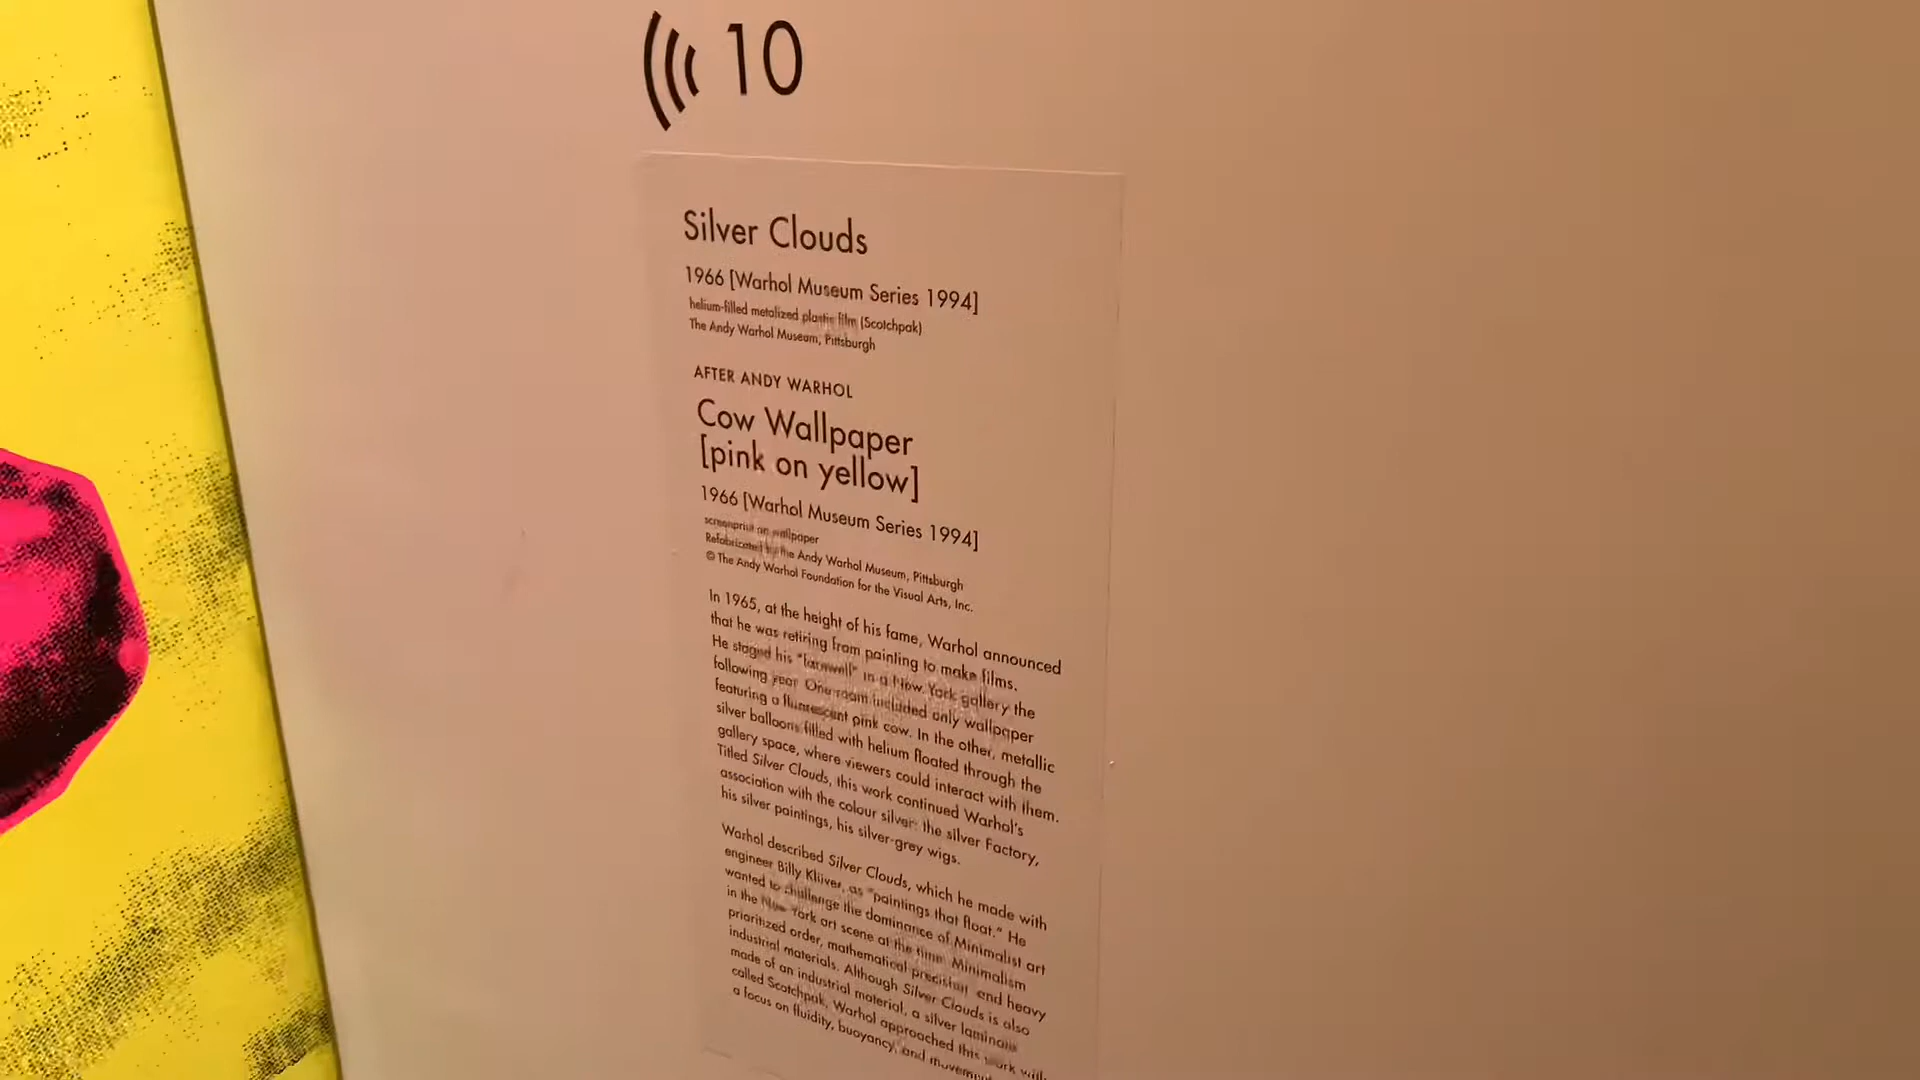 10
Silver Clouds
1966 [Warhol Museum Series 1994]
helium-filled metalized plastic film (Scotchpak)
The Andy Warhol Museum, Pittsburgh
AFTER ANDY WARHOL
Cow Wallpaper
[pink on yellow]
1966 [Warhol Museum Series 1994]
screenprint on wallpaper
Refabricated by the Andy Warhol Museum, Pittsburgh
© The Andy Warhol Foundation for the Visual Arts, Inc.
In 1965, at the height of his fame, Warhol announced
that he was retiring from painting to make films.
He staged his "farewell" in a New York gallery the
following year. One room included only wallpaper
featuring a fluorescent pink cow. In the other, metallic
silver balloons filled with helium floated through the
gallery space, where viewers could interact with them.
Titled Silver Clouds, this work continued Warhol's
association with the colour silver: the silver Factory,
his silver paintings, his silver-grey wigs.
Warhol described Silver Clouds, which he made with
engineer Billy Klüver, as "paintings that float." He
wanted to challenge the dominance of Minimalist art
in the New York art scene at the time. Minimalism
prioritized order, mathematical precision, and heavy
industrial materials. Although Silver Clouds is also
made of an industrial material, a silver laminate
called Scotchpak, Warhol approached this work with
a focus on fluidity, buoyancy, and movement